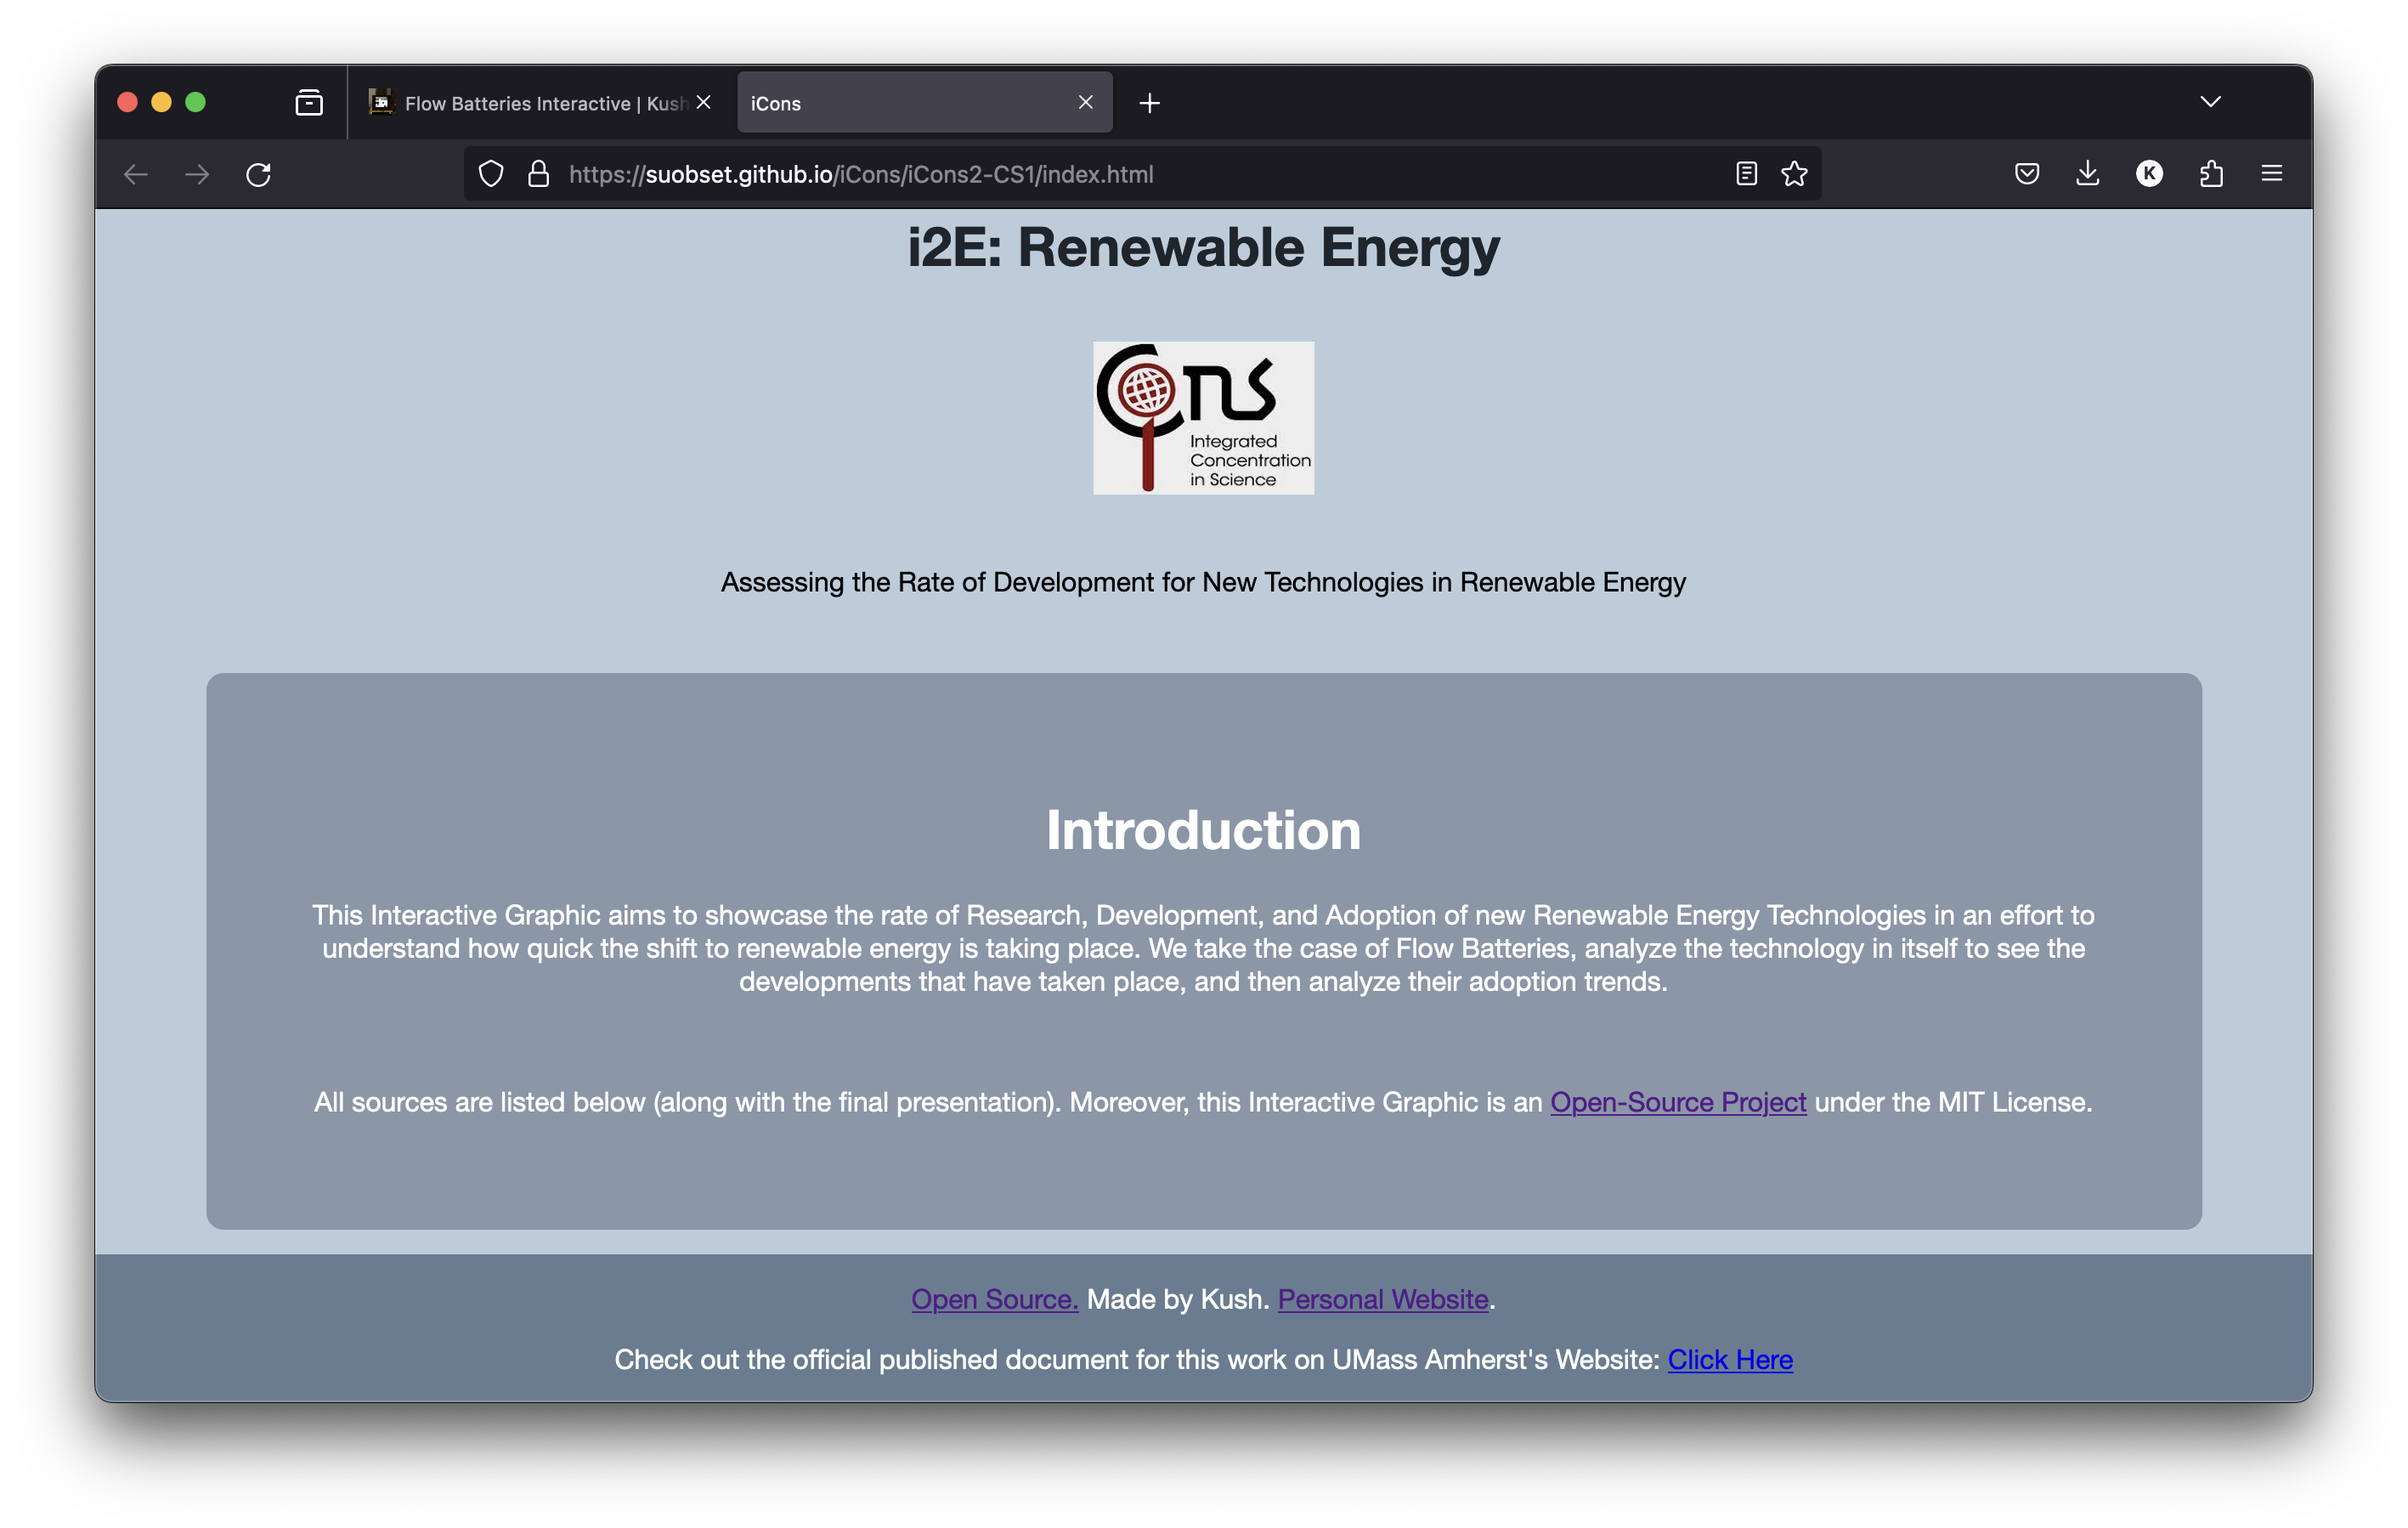 Flow Batteries Interactive | Kush
iCons
https://suobset.github.io/iCons/iCons2-CS1/index.html
K
i2E: Renewable Energy
iCons
Integrated
Concentration
in Science
Assessing the Rate of Development for New Technologies in Renewable Energy
Introduction
This Interactive Graphic aims to showcase the rate of Research, Development, and Adoption of new Renewable Energy Technologies in an effort to
understand how quick the shift to renewable energy is taking place. We take the case of Flow Batteries, analyze the technology in itself to see the
developments that have taken place, and then analyze their adoption trends.
All sources are listed below (along with the final presentation). Moreover, this Interactive Graphic is an Open-Source Project under the MIT License.
Open Source. Made by Kush. Personal Website.
Check out the official published document for this work on UMass Amherst's Website: Click Here